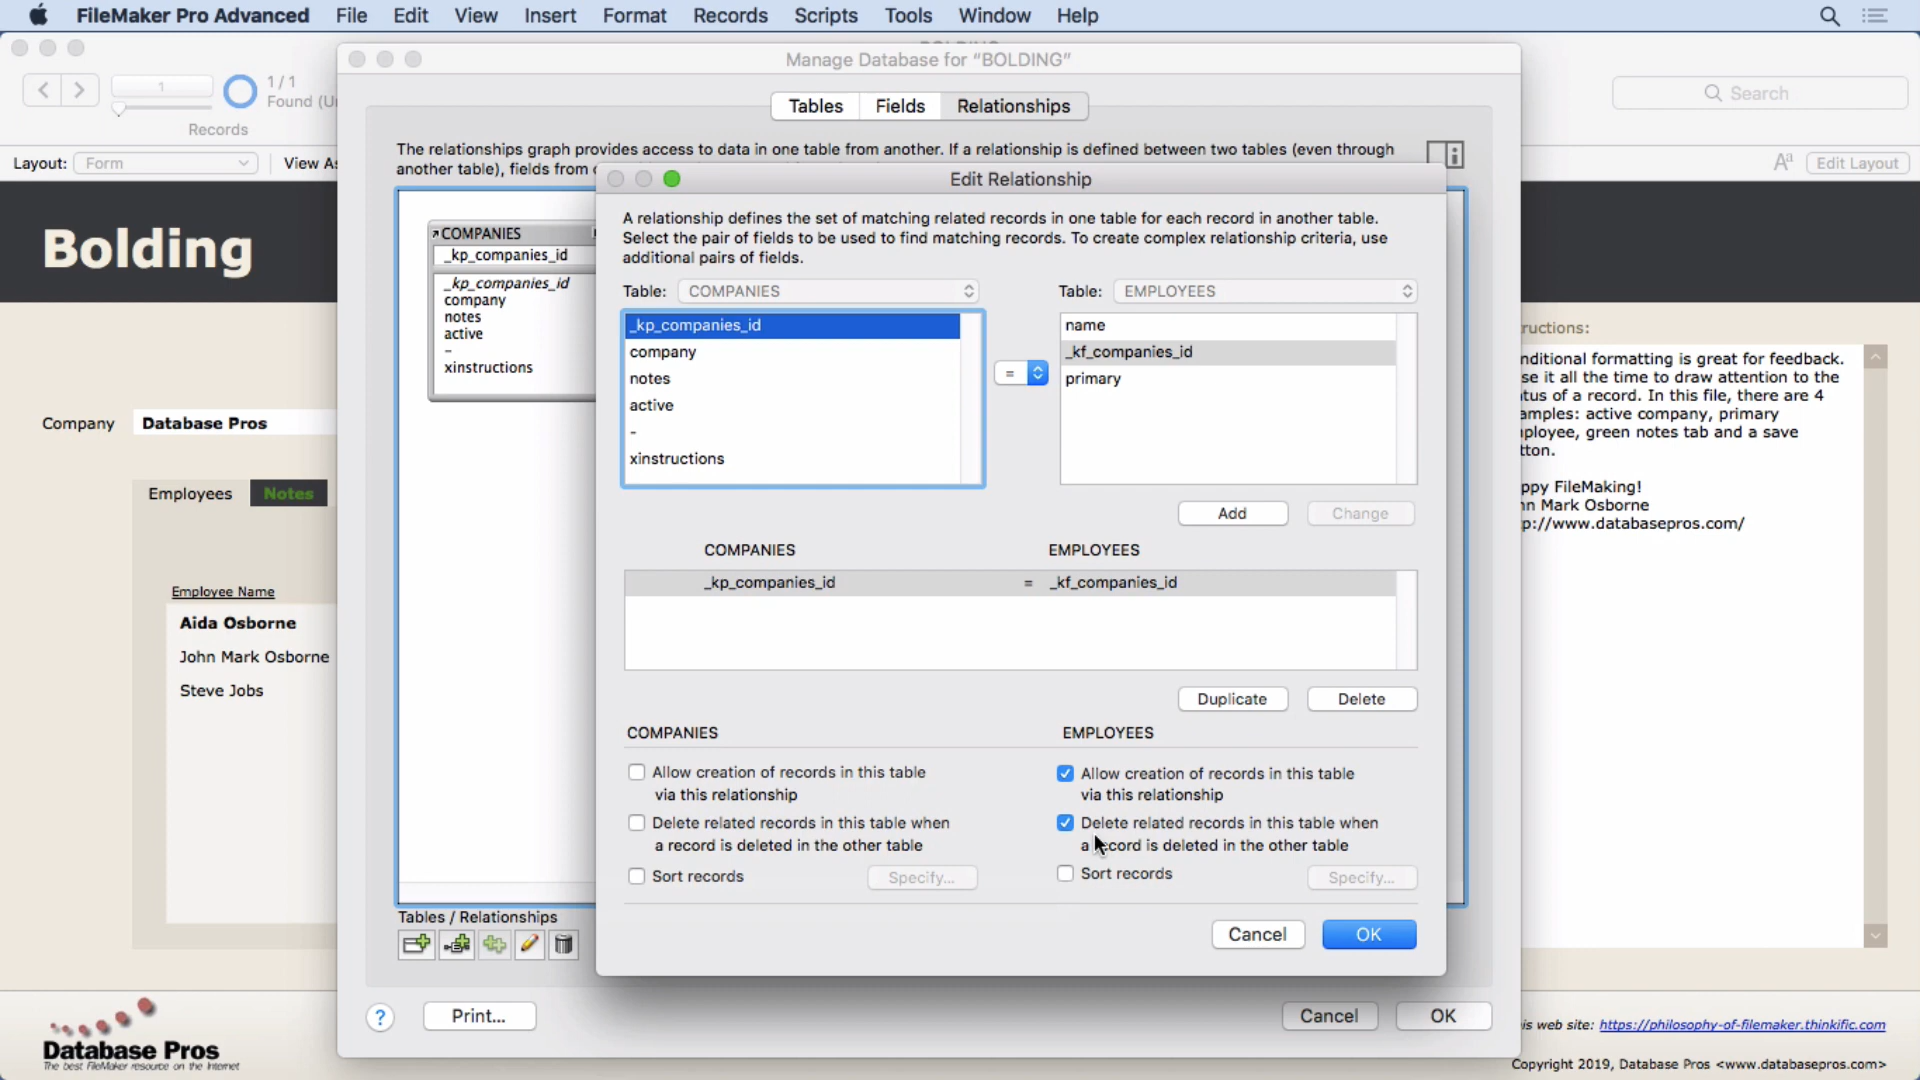 FileMaker Pro Advanced File Edit View Insert Format Records Scripts Tools Window Help
Manage Database for “BOLDING”
1
1 / 1
Found (Un
Records
Search
Tables Fields Relationships
Layout: Form View As
Edit Layout
The relationships graph provides access to data in one table from another. If a relationship is defined between two tables (even through
another table), fields from
Edit Relationship
A relationship defines the set of matching related records in one table for each record in another table.
Select the pair of fields to be used to find matching records. To create complex relationship criteria, use
additional pairs of fields.
Table: COMPANIES
Table: EMPLOYEES
_kp_companies_id
company
notes
active
-
xinstructions
=
name
_kf_companies_id
primary
Add
Change
COMPANIES EMPLOYEES
_kp_companies_id = _kf_companies_id
Duplicate
Delete
COMPANIES
Allow creation of records in this table
via this relationship
Delete related records in this table when
a record is deleted in the other table
Sort records
Specify...
EMPLOYEES
Allow creation of records in this table
via this relationship
Delete related records in this table when
a record is deleted in the other table
Sort records
Specify...
Cancel
OK
COMPANIES
_kp_companies_id
_kp_companies_id
company
notes
active
-
xinstructions
Tables / Relationships
?
Print...
Cancel
OK
Bolding
Company Database Pros
Employees Notes
Employee Name
Aida Osborne
John Mark Osborne
Steve Jobs
ructions:
nditional formatting is great for feedback.
se it all the time to draw attention to the
tus of a record. In this file, there are 4
amples: active company, primary
ployee, green notes tab and a save
tton.
ppy FileMaking!
hn Mark Osborne
p://www.databasepros.com/
Database Pros
The best FileMaker resource on the Internet
is web site: https://philosophy-of-filemaker.thinkific.com
Copyright 2019, Database Pros <www.databasepros.com>